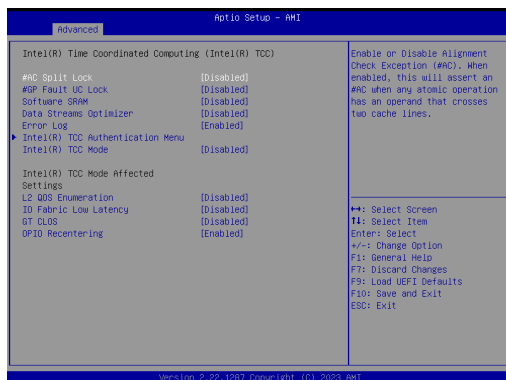 Aptio Setup - AMI
Advanced
Intel(R) Time Coordinated Computing (Intel(R) TCC)
#AC Split Lock [Disabled]
#GP Fault UC Lock [Disabled]
Software SRAM [Disabled]
Data Streams Optimizer [Disabled]
Error Log [Enabled]
Intel(R) TCC Authentication Menu
Intel(R) TCC Mode [Disabled]
Intel(R) TCC Mode Affected
Settings
L2 QOS Enumeration [Disabled]
IO Fabric Low Latency [Disabled]
GT CLOS [Disabled]
OPIO Recentering [Enabled]
Enable or Disable Alignment
Check Exception (#AC). When
enabled, this will assert an
#AC when any atomic operation
has an operand that crosses
two cache lines.
↔: Select Screen
↑↓: Select Item
Enter: Select
+/-: Change Option
F1: General Help
F7: Discard Changes
F9: Load UEFI Defaults
F10: Save and Exit
ESC: Exit
Version 2.22.1287 Copyright (C) 2023 AMI